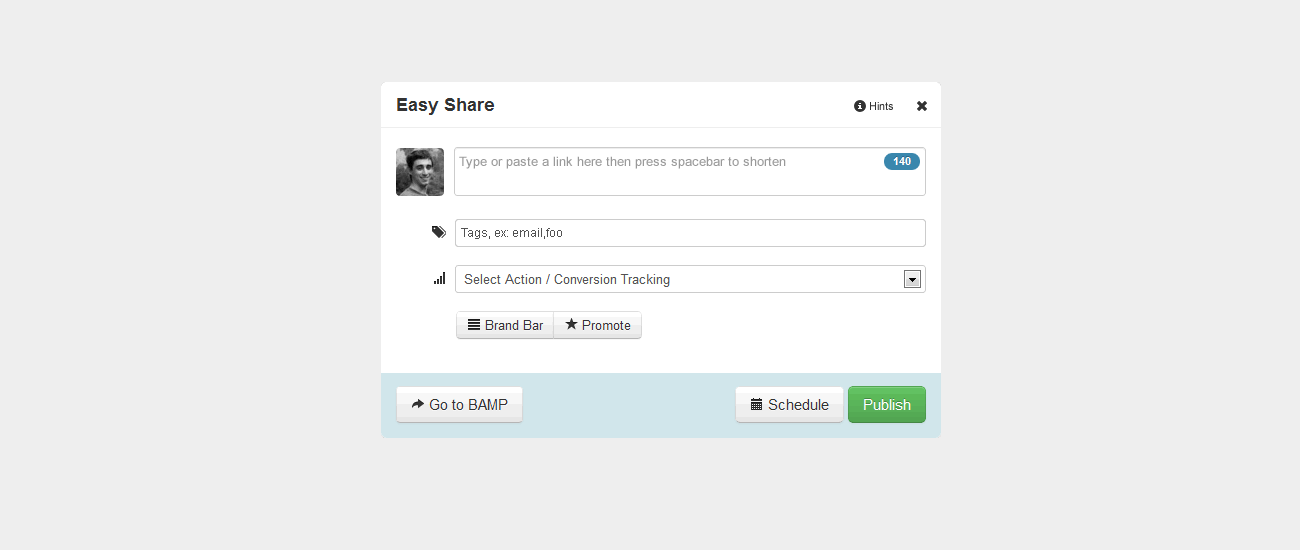 Easy Share
Hints
Type or paste a link here then press spacebar to shorten
140
Tags, ex: email,foo
Select Action / Conversion Tracking
Brand Bar
Promote
Go to BAMP
Schedule
Publish